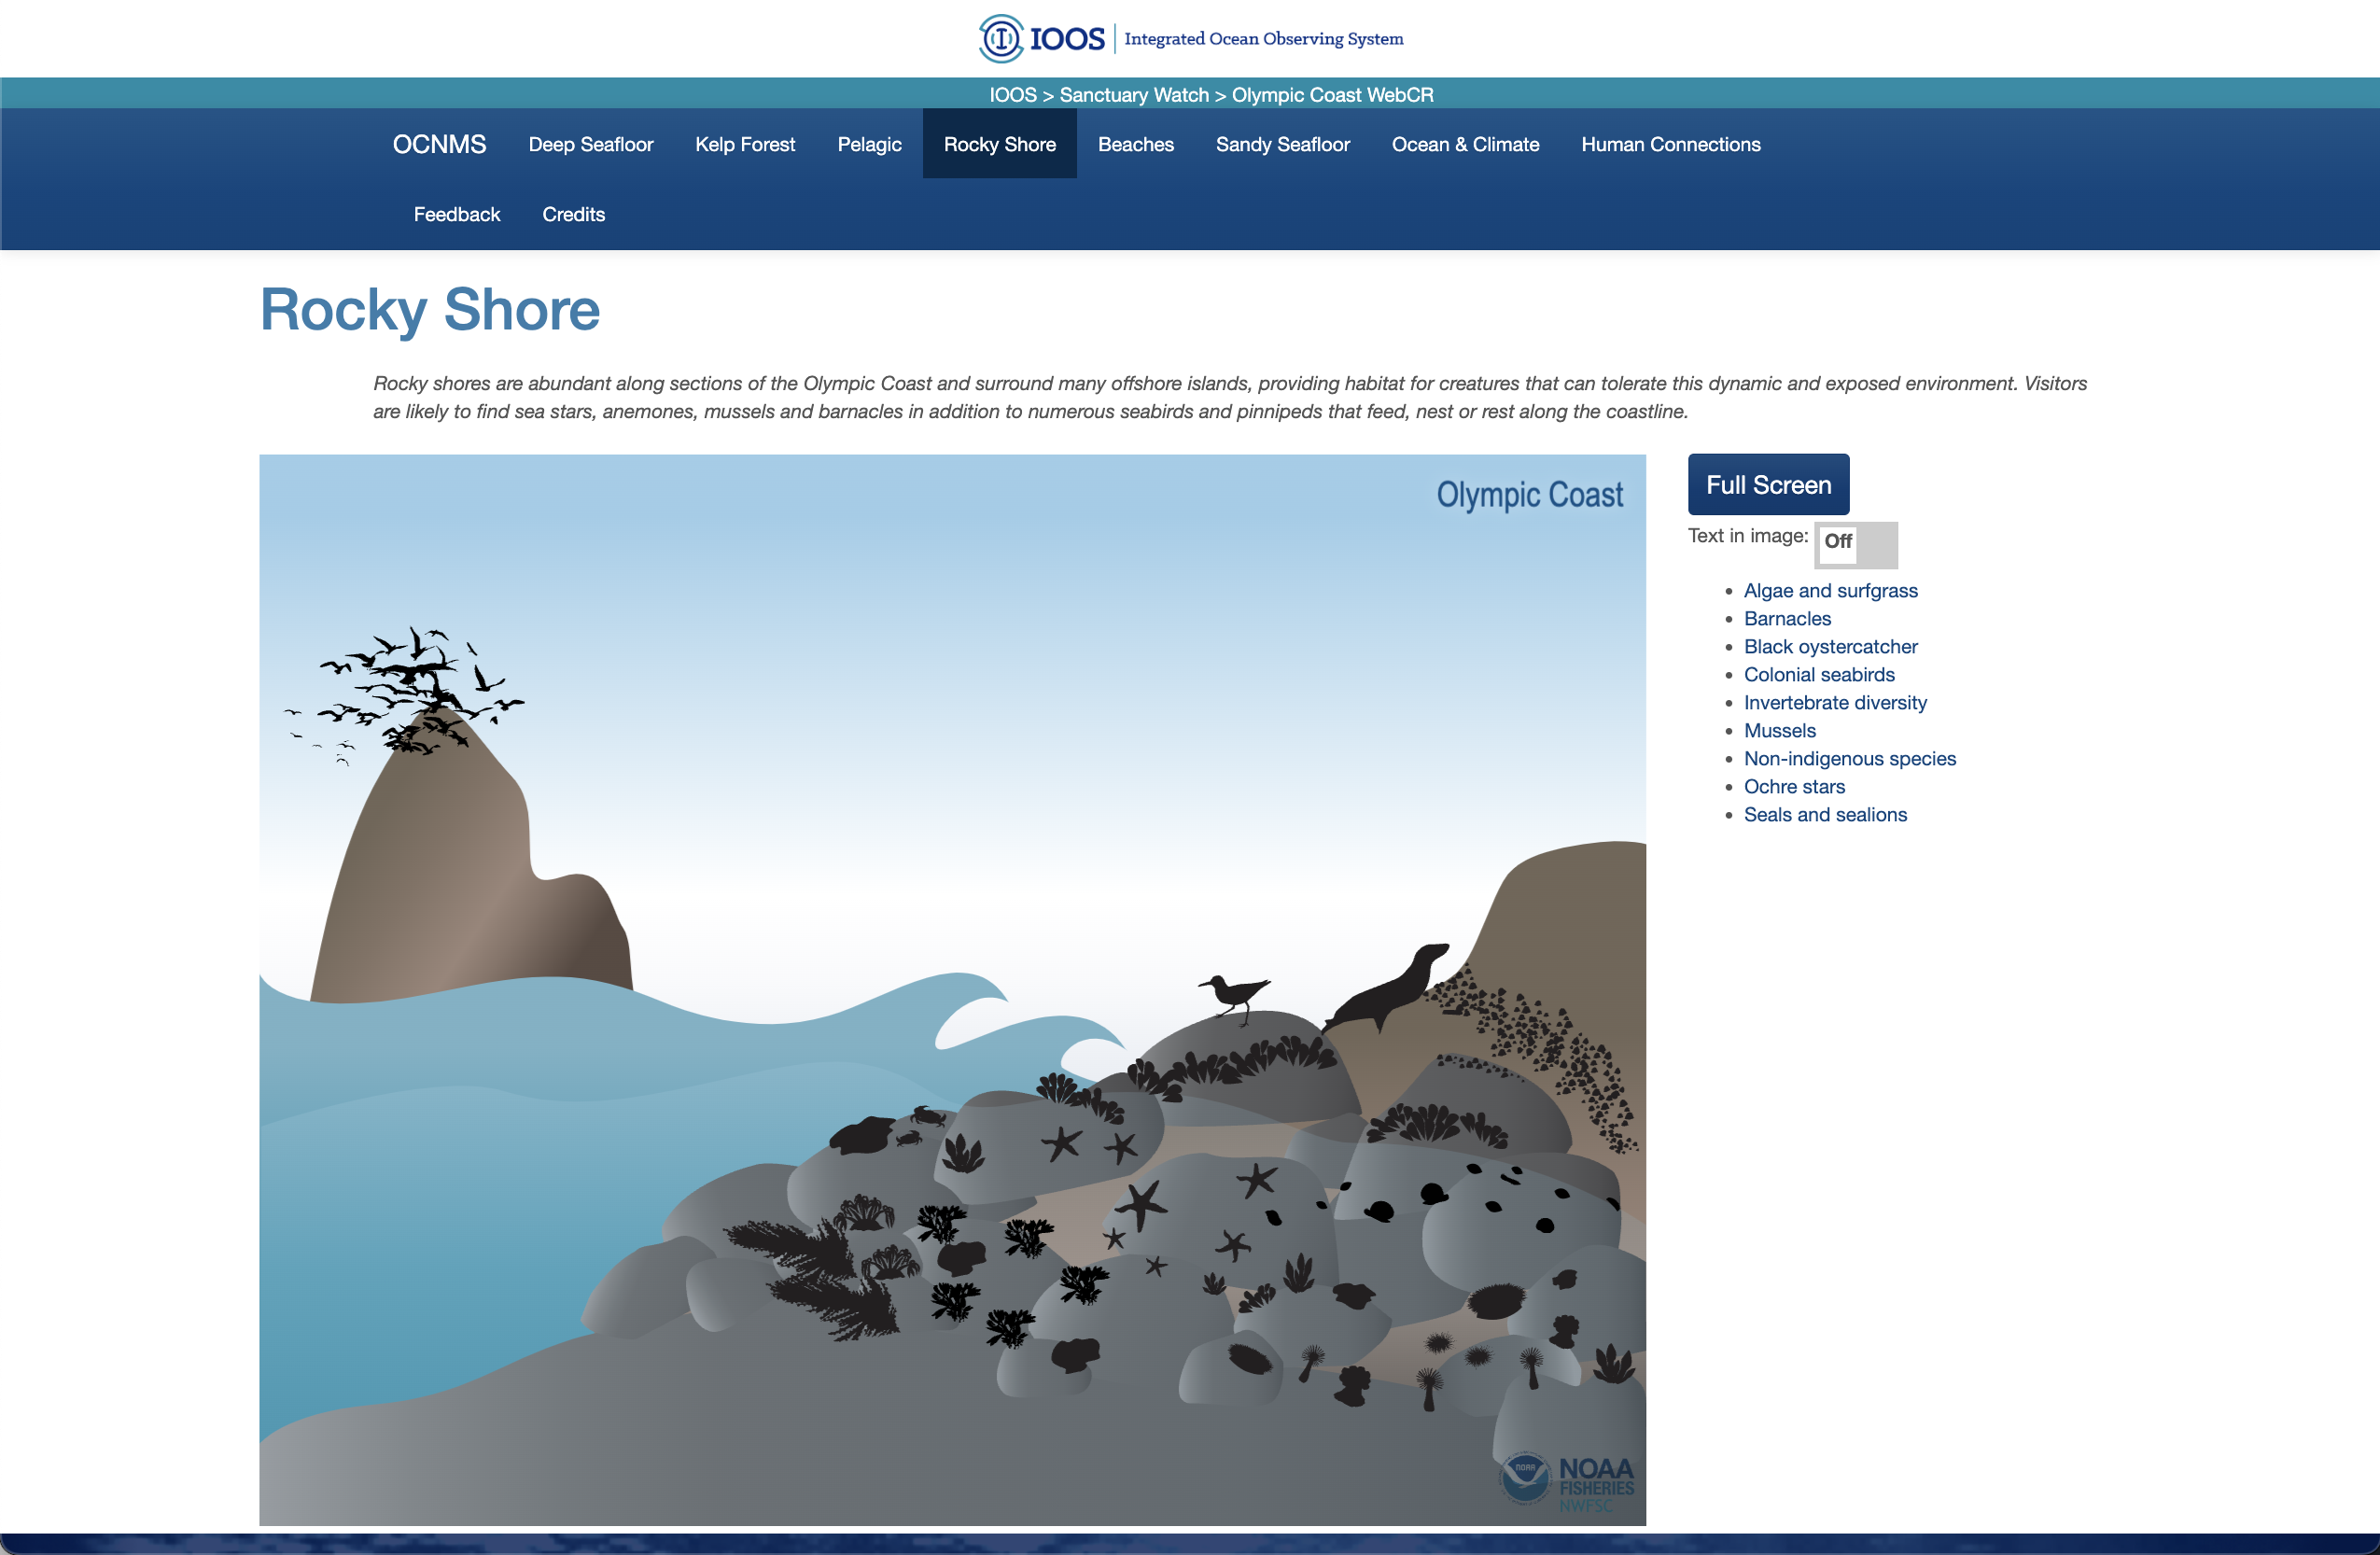 IOOS | Integrated Ocean Observing System
IOOS > Sanctuary Watch > Olympic Coast WebCR
OCNMS Deep Seafloor Kelp Forest Pelagic Rocky Shore Beaches Sandy Seafloor Ocean & Climate Human Connections
Feedback Credits
Rocky Shore
Rocky shores are abundant along sections of the Olympic Coast and surround many offshore islands, providing habitat for creatures that can tolerate this dynamic and exposed environment. Visitors
are likely to find sea stars, anemones, mussels and barnacles in addition to numerous seabirds and pinnipeds that feed, nest or rest along the coastline.
Olympic Coast
Full Screen
Text in image: Off
Algae and surfgrass
Barnacles
Black oystercatcher
Colonial seabirds
Invertebrate diversity
Mussels
Non-indigenous species
Ochre stars
Seals and sealions
NOAA
NOAA
FISHERIES
NWFSC